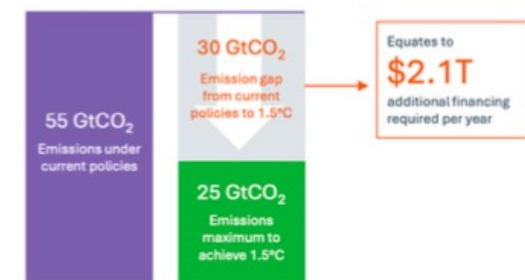 55 GtCO₂
Emissions under
current policies
30 GtCO₂
Emission gap
from current
policies to 1.5°C
25 GtCO₂
Emissions
maximum to
achieve 1.5°C
Equates to
$2.1T
additional financing
required per year